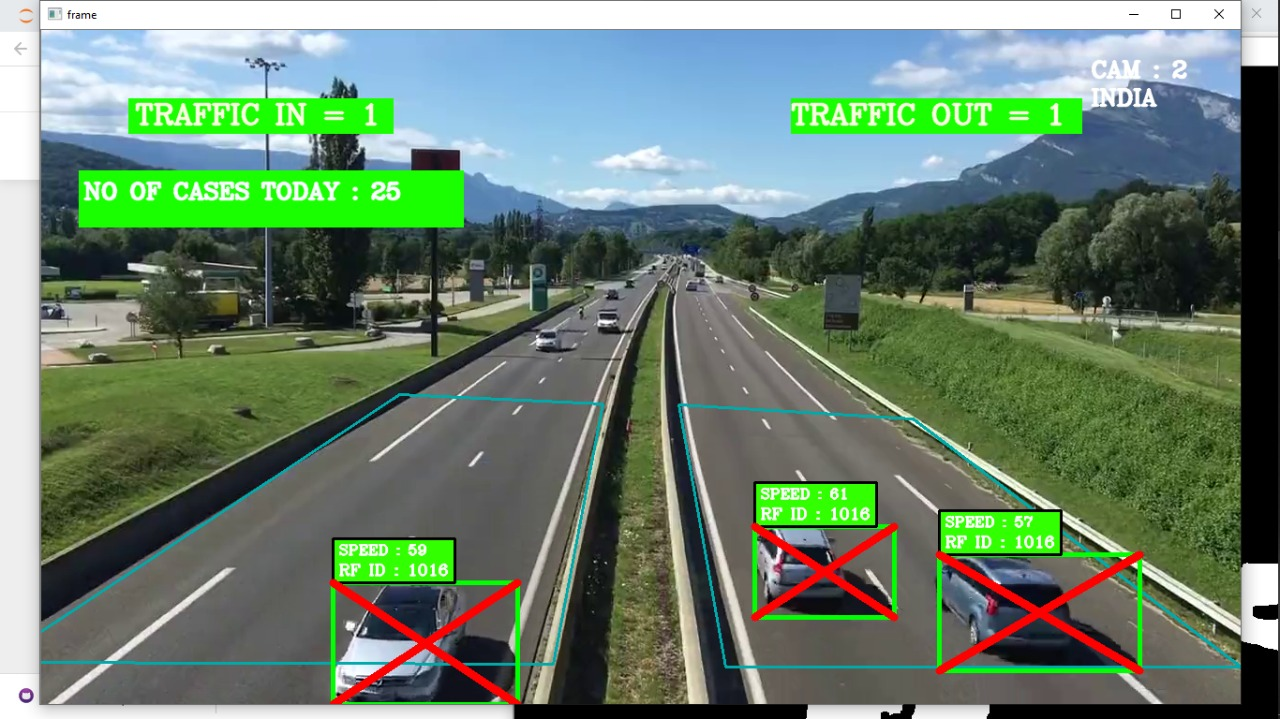 frame
CAM : 2
INDIA
TRAFFIC IN = 1
TRAFFIC OUT = 1
NO OF CASES TODAY : 25
SPEED : 61
RF ID : 1016
SPEED : 57
RF ID : 1016
SPEED : 59
RF ID : 1016